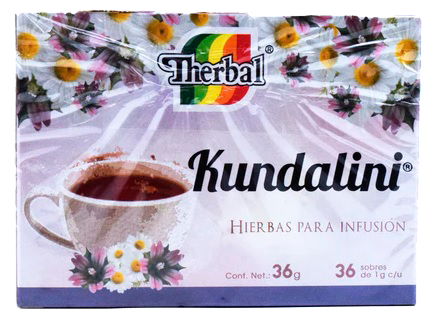 Therbal®
Kundalini®
HIERBAS PARA INFUSIÓN
Cont. Net.: 36g
36 sobres
de 1g c/u